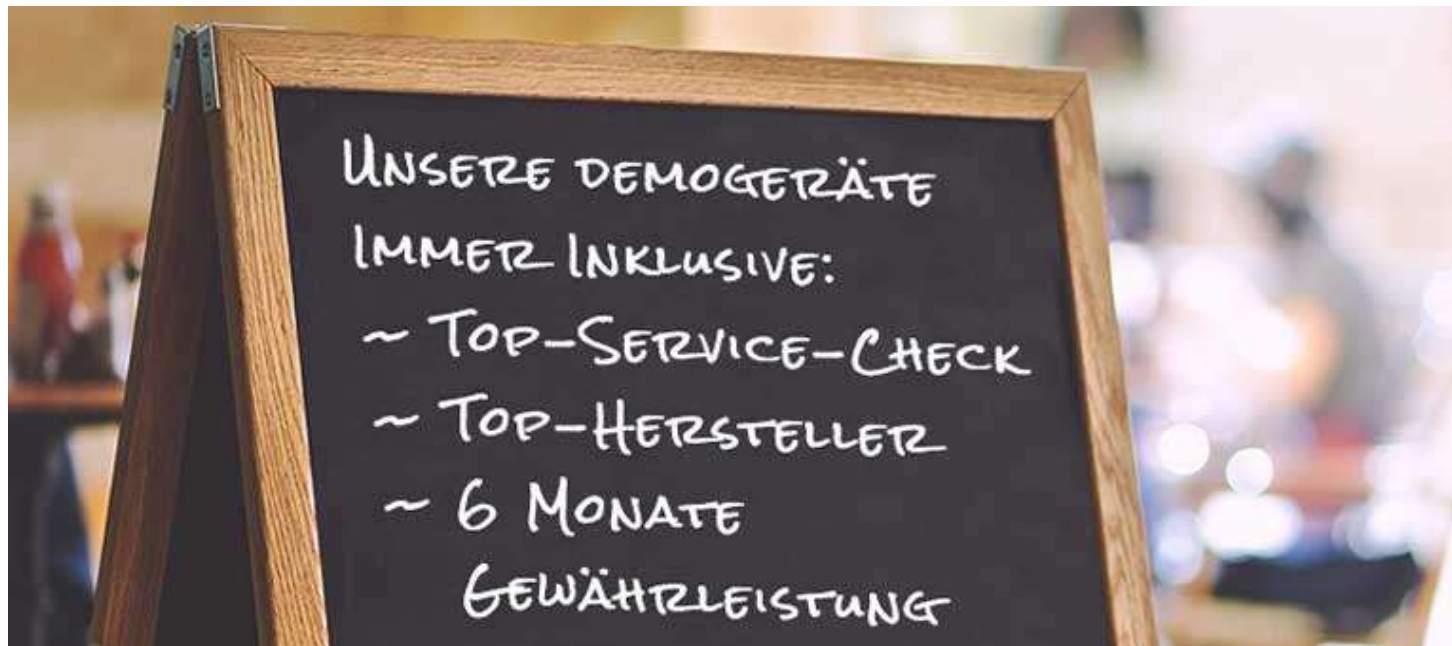 Unsere Demogeräte
Immer Inklusive:
~ Top-Service-Check
~ Top-Hersteller
~ 6 Monate
Gewährleistung